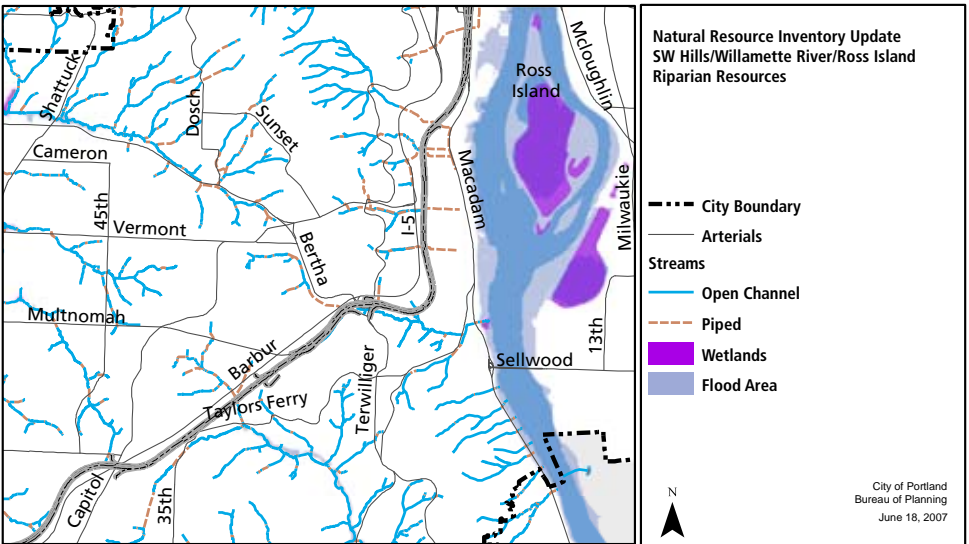 Shattuck
Dosch
Sunset
Cameron
45th
Vermont
Bertha
I-5
Macadam
Ross
Island
Mcloughlin
Milwaukie
13th
Multnomah
Barbur
Taylors Ferry
Terwilliger
Sellwood
Capitol
35th
Natural Resource Inventory Update
SW Hills/Willamette River/Ross Island
Riparian Resources
City Boundary
Arterials
Streams
Open Channel
Piped
Wetlands
Flood Area
N
City of Portland
Bureau of Planning
June 18, 2007